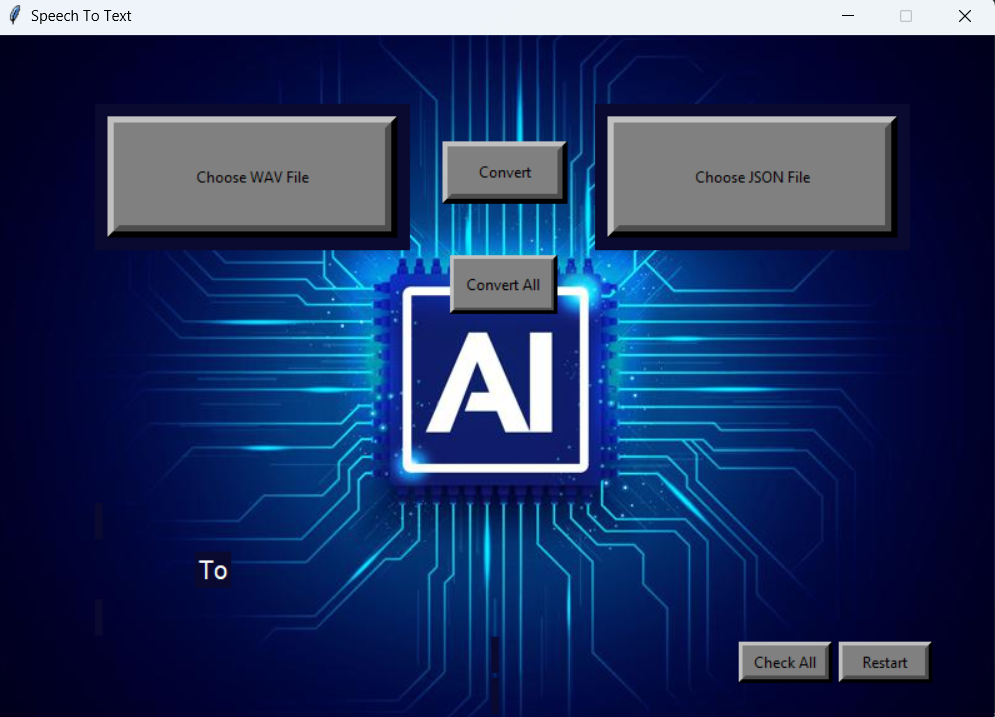 Speech To Text
Choose WAV File
Convert
Choose JSON File
Convert All
AI
To
Check All
Restart